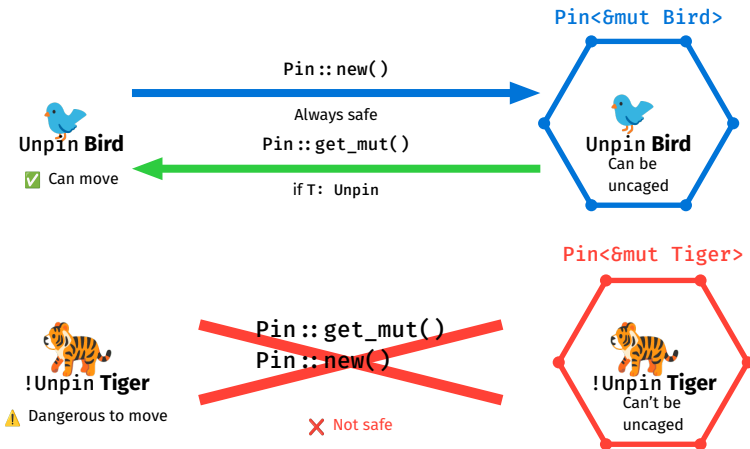 Pin<&mut Bird>
Pin::new()
Always safe
Unpin Bird
✅ Can move
Pin::get_mut()
if T: Unpin
Unpin Bird
Can be
uncaged
Pin<&mut Tiger>
Pin::get_mut()
Pin::new()
!Unpin Tiger
⚠️ Dangerous to move
❌ Not safe
!Unpin Tiger
Can’t be
uncaged